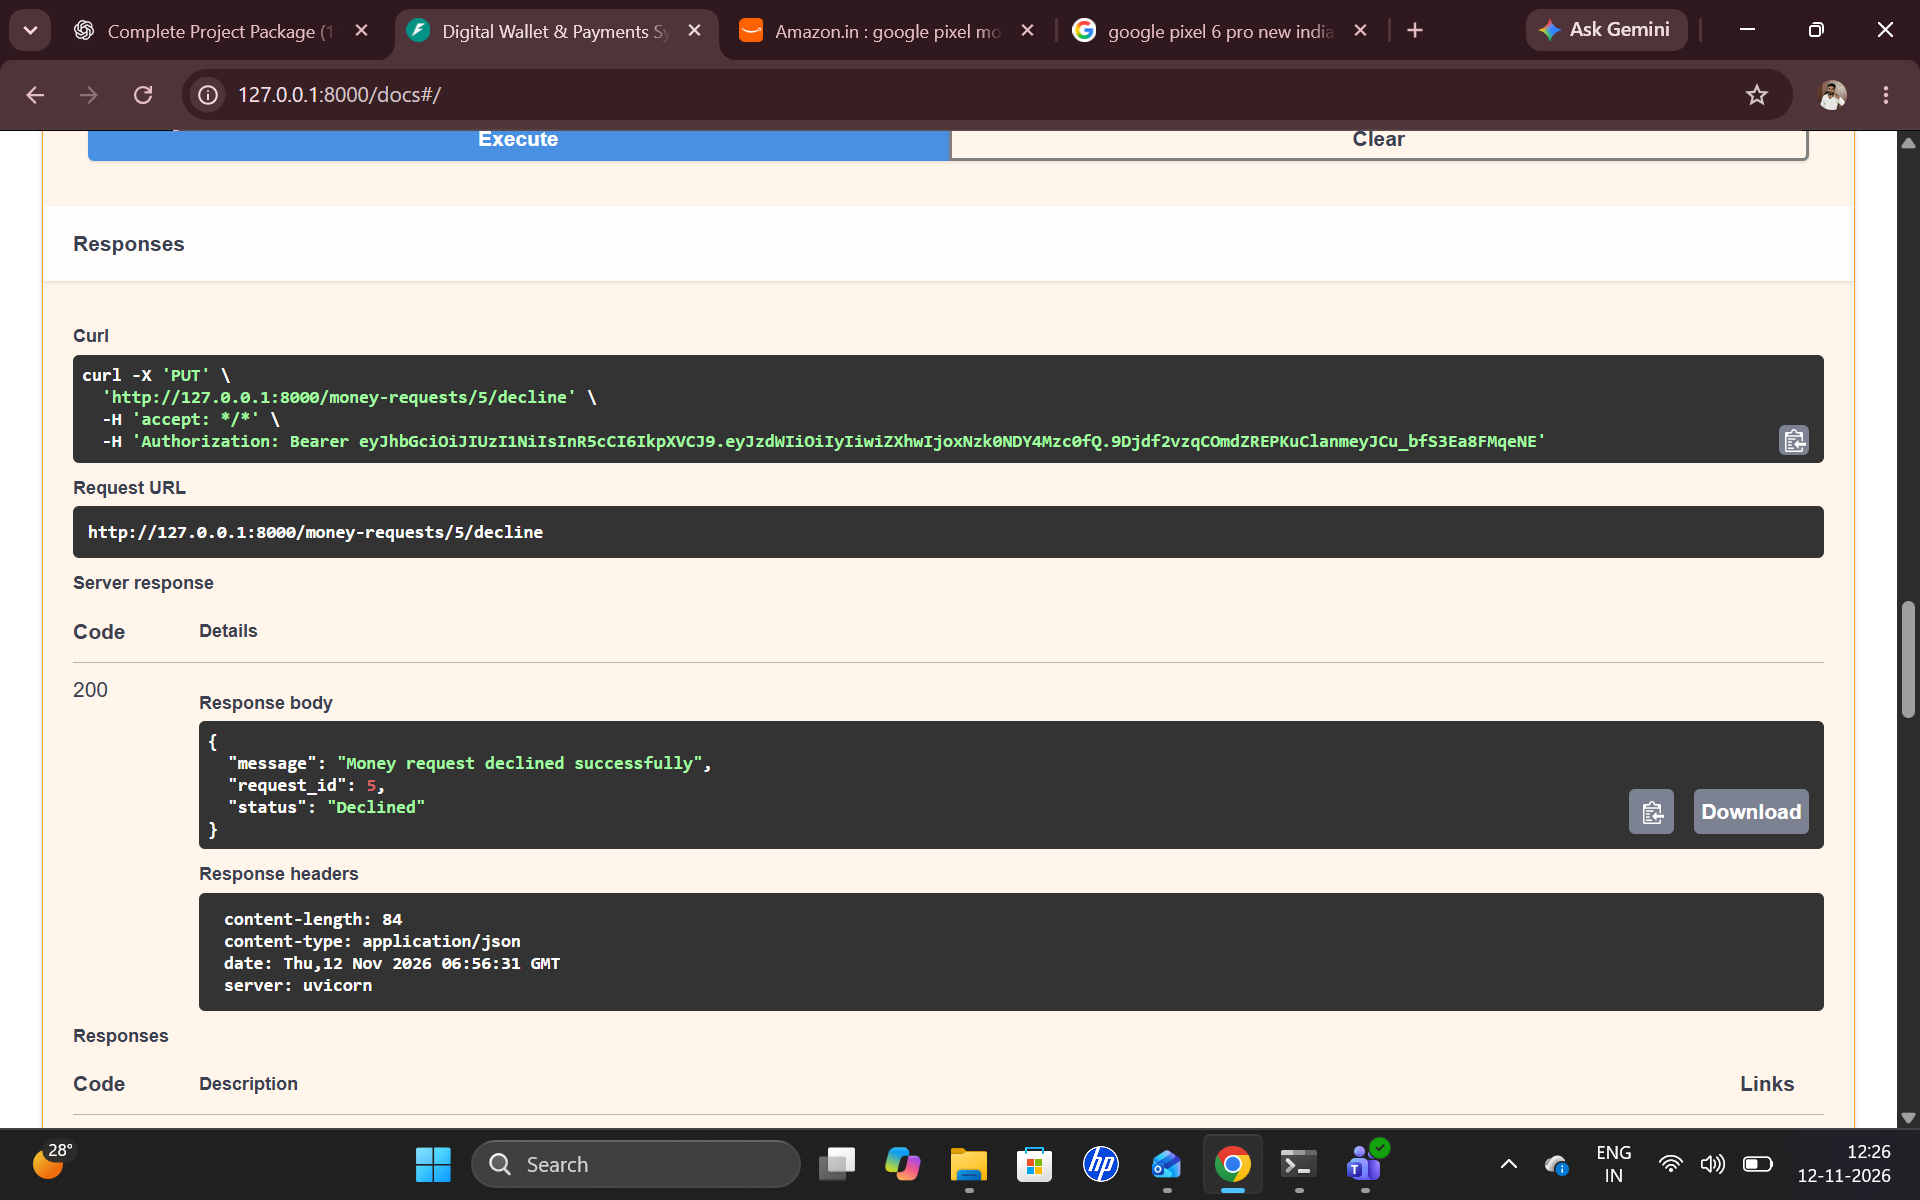 Complete Project Package (1
Digital Wallet & Payments Sy
Amazon.in : google pixel mo
google pixel 6 pro new india
Ask Gemini
127.0.0.1:8000/docs#/
Execute
Clear
Responses
Curl
curl -X 'PUT' \
'http://127.0.0.1:8000/money-requests/5/decline' \
-H 'accept: */*' \
-H 'Authorization: Bearer eyJhbGciOiJIUzI1NiIsInR5cCI6IkpXVCJ9.eyJzdWIiOiIyIiwiZXhwIjoxNzk0NDY4Mzc0fQ.9Djdf2vzqCOmdZREPKuClanmeyJCu_bfS3Ea8FMqeNE'
Request URL
http://127.0.0.1:8000/money-requests/5/decline
Server response
Code
Details
200
Response body
{
"message": "Money request declined successfully",
"request_id": 5,
"status": "Declined"
}
Download
Response headers
content-length: 84
content-type: application/json
date: Thu,12 Nov 2026 06:56:31 GMT
server: uvicorn
Responses
Code
Description
Links
28°
Search
hp
ENG
IN
12:26
12-11-2026